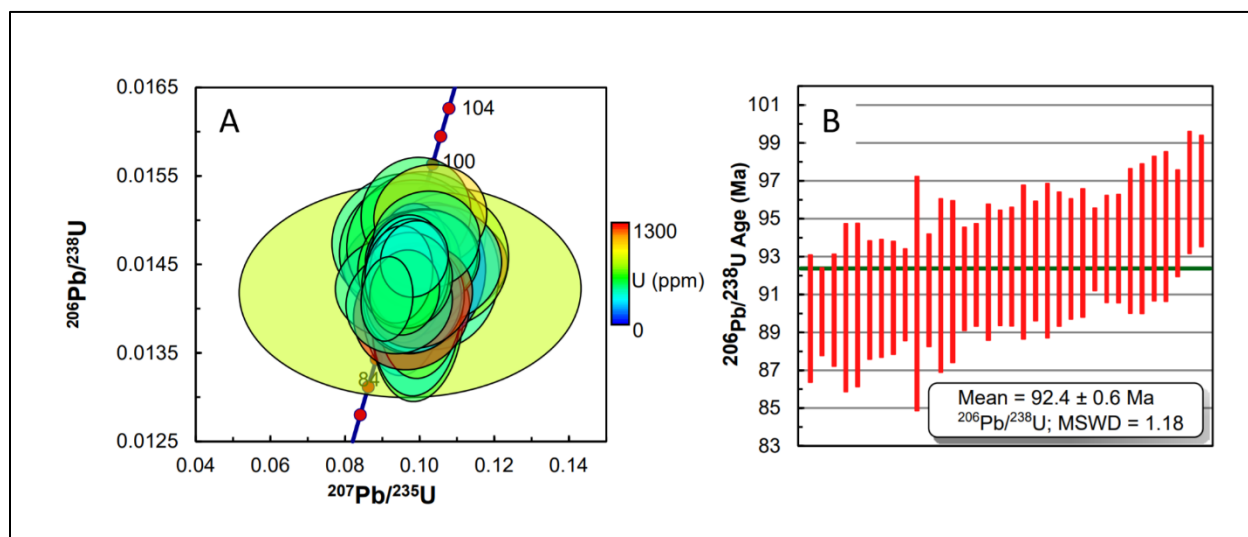 A
0.0165
0.0155
0.0145
0.0135
0.0125
²⁰⁶Pb/²³⁸U
0.04 0.06 0.08 0.10 0.12 0.14
²⁰⁷Pb/²³⁵U
104
100
84
1300
U (ppm)
0
B
101
99
97
95
93
91
89
87
85
83
²⁰⁶Pb/²³⁸U Age (Ma)
Mean = 92.4 ± 0.6 Ma
²⁰⁶Pb/²³⁸U; MSWD = 1.18